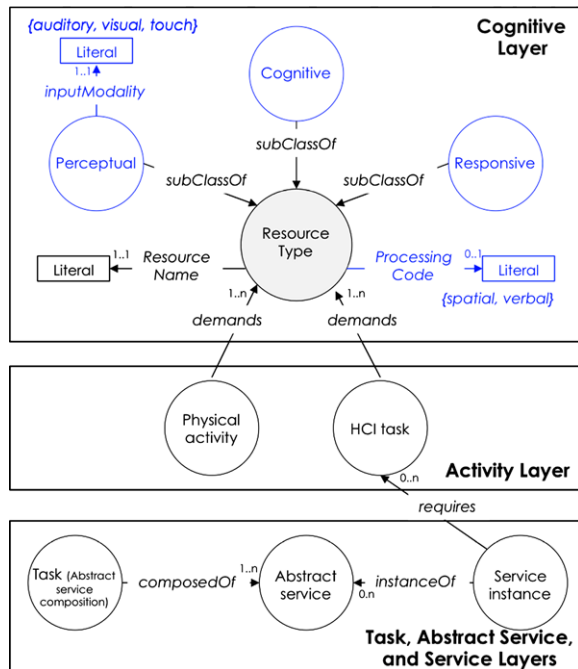 {auditory, visual, touch}
Cognitive
Layer
Literal
1..1
inputModality
Cognitive
subClassOf
Perceptual
Responsive
subClassOf
subClassOf
Resource
Type
1..1
Resource
Name
Literal
Processing
Code
0..1
Literal
{spatial, verbal}
1..n
1..n
demands
demands
Physical
activity
HCI task
Activity Layer
0..n
requires
Task (Abstract
service
composition)
composedOf
1..n
Abstract
service
0.n
instanceOf
Service
instance
Task, Abstract Service,
and Service Layers